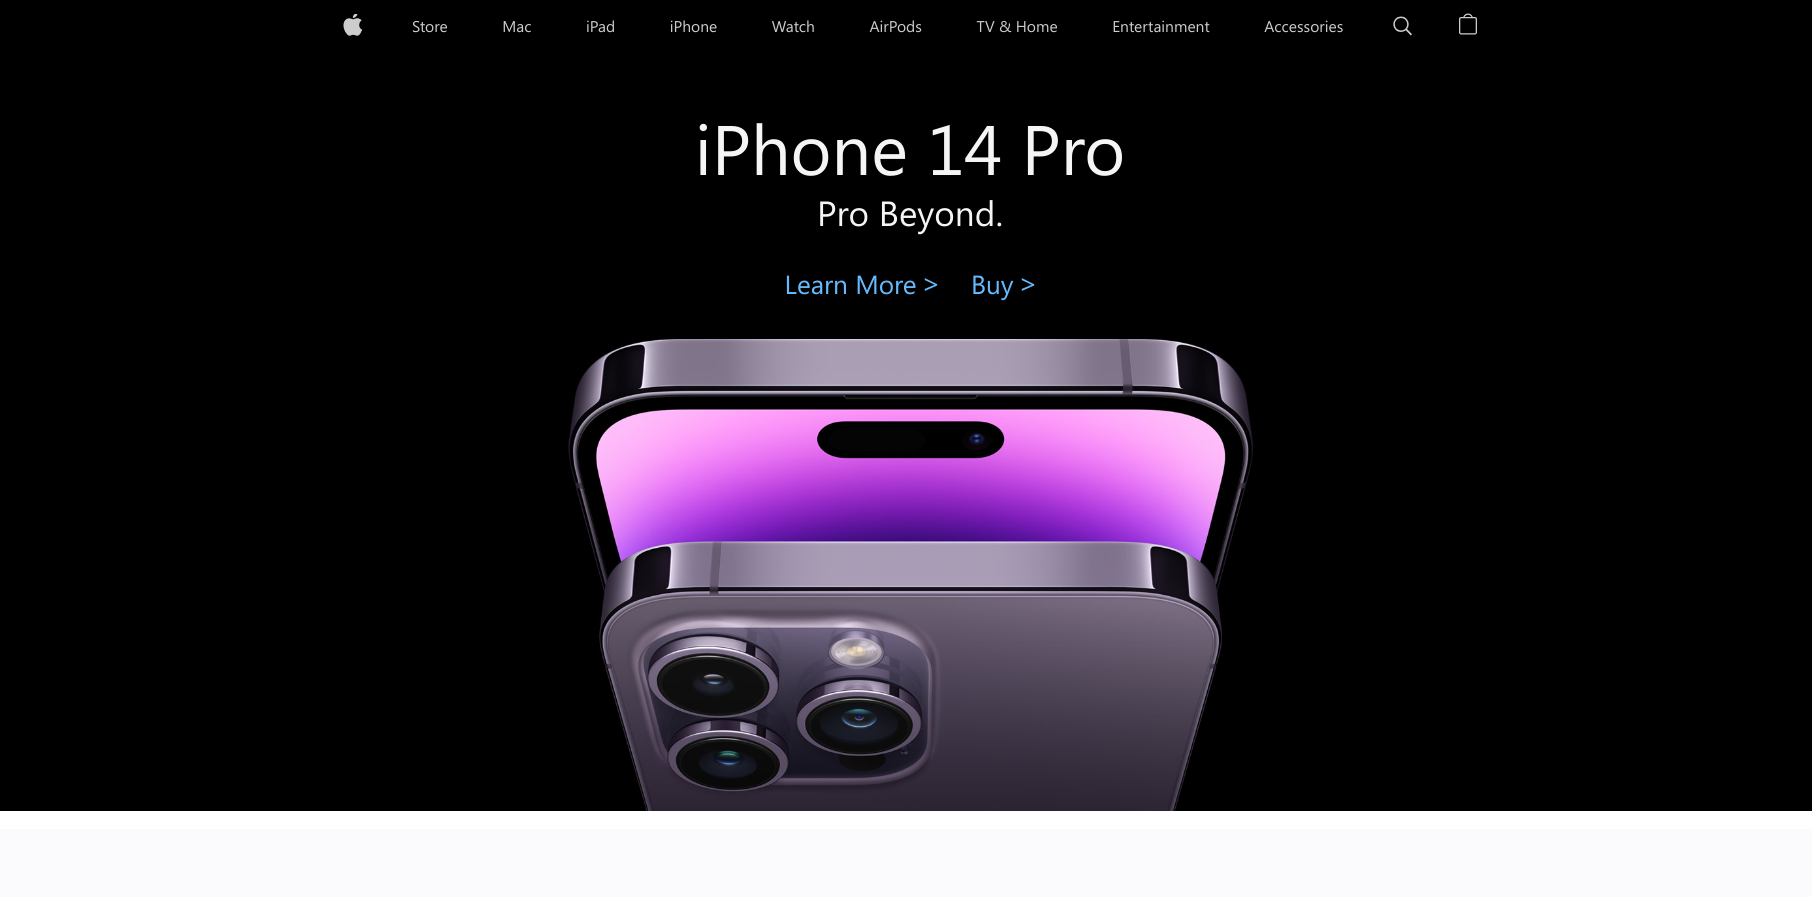 Store Mac iPad iPhone Watch AirPods TV & Home Entertainment Accessories
iPhone 14 Pro
Pro Beyond.
Learn More > Buy >